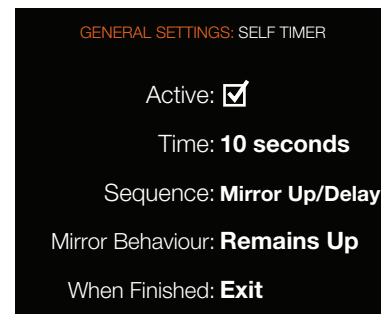 GENERAL SETTINGS: SELF TIMER
Active:
Time: 10 seconds
Sequence: Mirror Up/Delay
Mirror Behaviour: Remains Up
When Finished: Exit